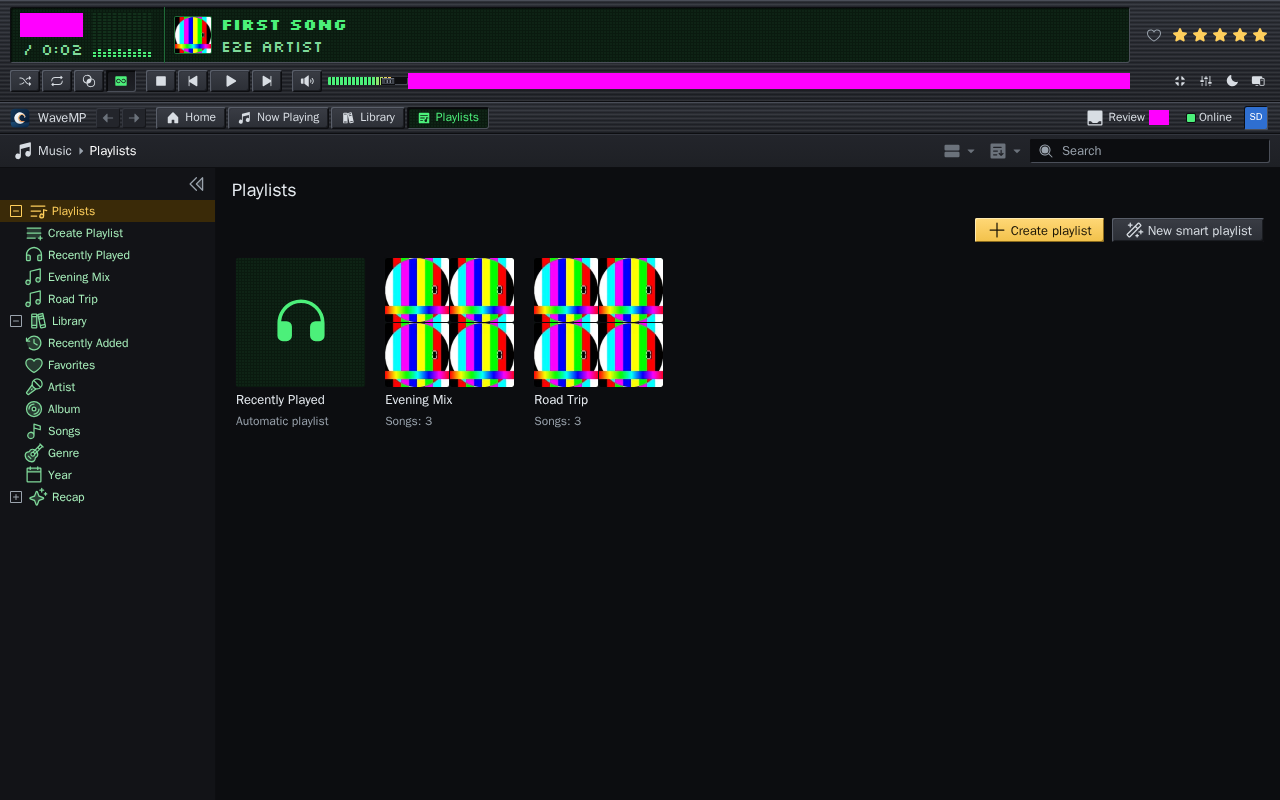 / 0:02
FIRST SONG
E2E ARTIST
WaveMP
Home
Now Playing
Library
Playlists
Review
Online
SD
Music
Playlists
Search
Playlists
Create Playlist
Recently Played
Evening Mix
Road Trip
Library
Recently Added
Favorites
Artist
Album
Songs
Genre
Year
Recap
Playlists
Create playlist
New smart playlist
Recently Played
Automatic playlist
Evening Mix
Songs: 3
Road Trip
Songs: 3